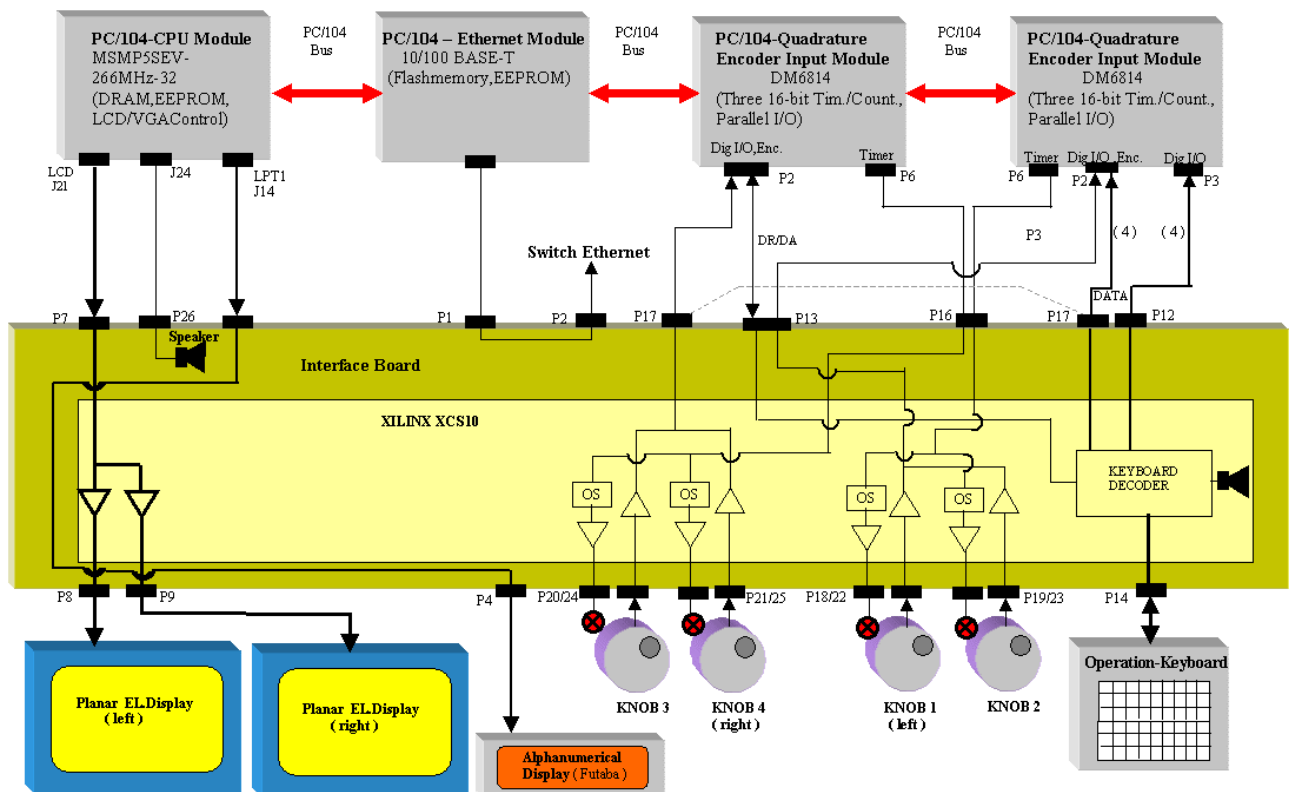 PC/104-CPU Module
MSMP5SEV-
266MHz-32
(DRAM,EEPROM,
LCD/VGAControl)
PC/104
Bus
PC/104 – Ethernet Module
10/100 BASE-T
(Flashmemory,EEPROM)
PC/104
Bus
PC/104-Quadrature
Encoder Input Module
DM6814
(Three 16-bit Tim./Count.,
Parallel I/O)
Dig I/O,Enc.
Timer
PC/104
Bus
PC/104-Quadrature
Encoder Input Module
DM6814
(Three 16-bit Tim./Count.,
Parallel I/O)
Timer
Dig I/O, Enc.
Dig I/O
LCD
J21
J24
LPT1
J14
P2
P6
P6
P2
P3
Switch Ethernet
DR/DA
P3
( 4 )
( 4 )
DATA
P7
P26
P1
P2
P17
P13
P16
P17
P12
Speaker
Interface Board
XILINX XCS10
OS
OS
OS
OS
KEYBOARD
DECODER
P8
P9
P4
P20/24
P21/25
P18/22
P19/23
P14
Planar EL.Display
( left )
Planar EL.Display
( right )
Alphanumerical
Display ( Futaba )
KNOB 3
KNOB 4
( right )
KNOB 1
( left )
KNOB 2
Operation-Keyboard